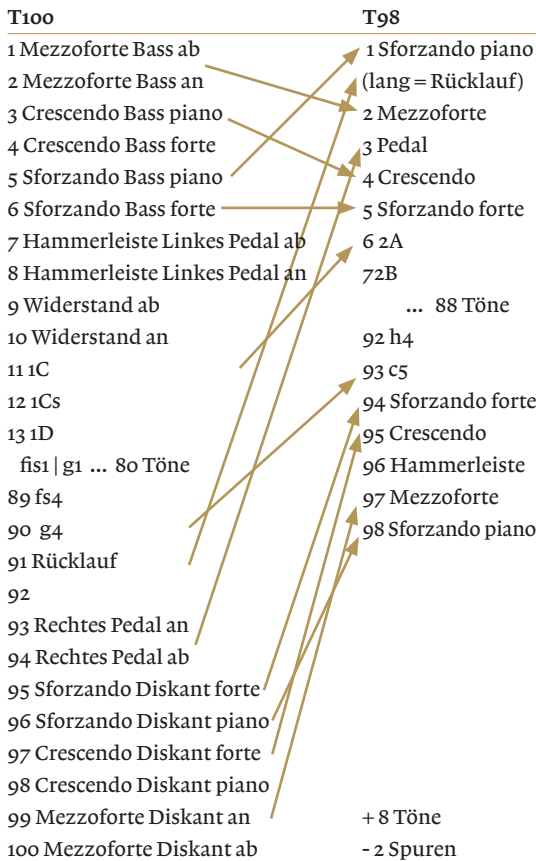 T100
1 Mezzoforte Bass ab
2 Mezzoforte Bass an
3 Crescendo Bass piano
4 Crescendo Bass forte
5 Sforzando Bass piano
6 Sforzando Bass forte
7 Hammerleiste Linkes Pedal ab
8 Hammerleiste Linkes Pedal an
9 Widerstand ab
10 Widerstand an
11 1C
12 1Cs
13 1D
fis1 | g1 ... 80 Töne
89 fs4
90 g4
91 Rücklauf
92
93 Rechtes Pedal an
94 Rechtes Pedal ab
95 Sforzando Diskant forte
96 Sforzando Diskant piano
97 Crescendo Diskant forte
98 Crescendo Diskant piano
99 Mezzoforte Diskant an
100 Mezzoforte Diskant ab
T98
1 Sforzando piano
(lang = Rücklauf)
2 Mezzoforte
3 Pedal
4 Crescendo
5 Sforzando forte
6 2A
72B
... 88 Töne
92 h4
93 c5
94 Sforzando forte
95 Crescendo
96 Hammerleiste
97 Mezzoforte
98 Sforzando piano
+ 8 Töne
- 2 Spuren